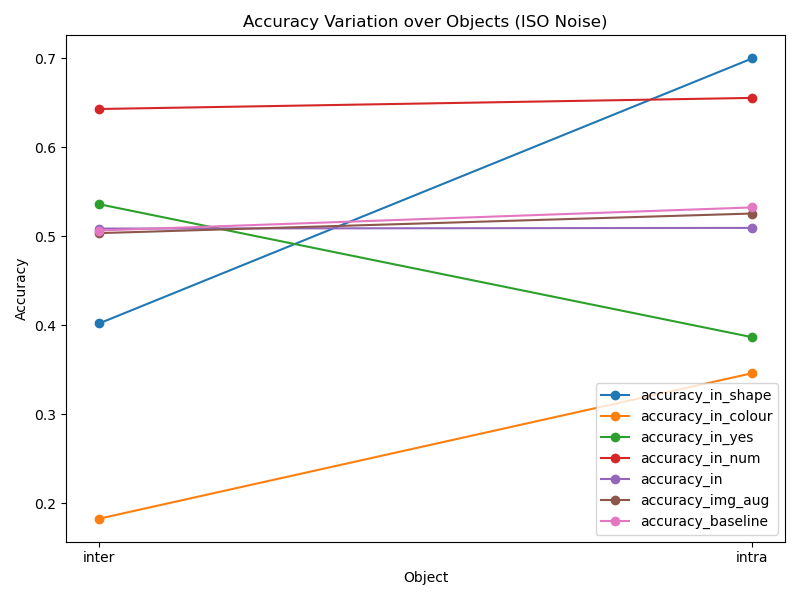 Accuracy Variation over Objects (ISO Noise)
0.7
0.6
0.5
0.4
0.3
0.2
Accuracy
inter
intra
Object
accuracy_in_shape
accuracy_in_colour
accuracy_in_yes
accuracy_in_num
accuracy_in
accuracy_img_aug
accuracy_baseline